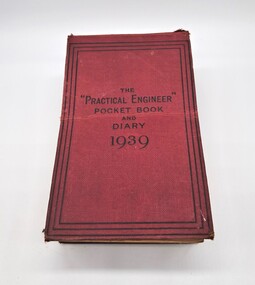 THE
"PRACTICAL ENGINEER"
POCKET BOOK
AND
DIARY
1939